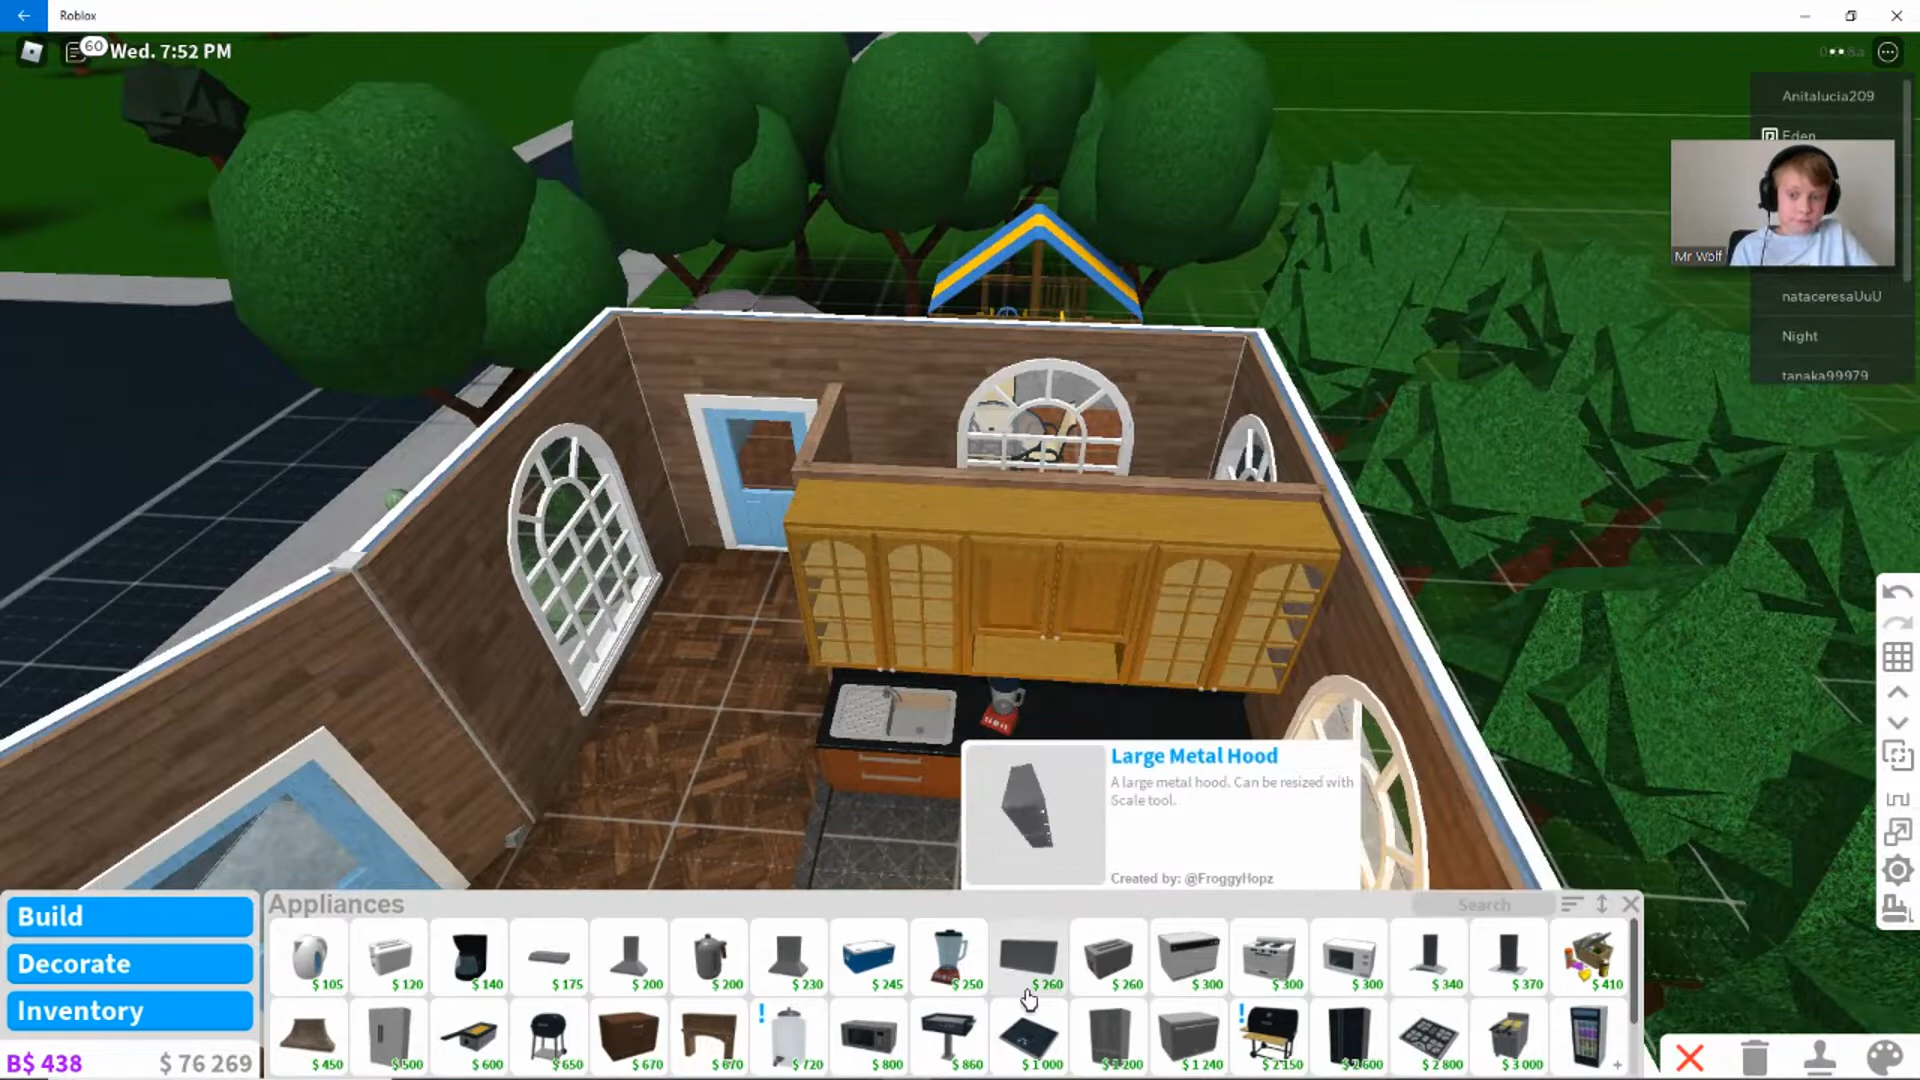 Roblox
60
Wed. 7:52 PM
Anitalucia209
Eden
Mr Wolf
nataceresaUuU
Night
tanaka99979
Large Metal Hood
A large metal hood. Can be resized with
Scale tool.
Created by: @FroggyHopz
Build
Decorate
Inventory
B$ 438
$ 76 269
Appliances
Search
$ 105
$ 120
$ 140
$ 175
$ 200
$ 200
$ 230
$ 245
$ 250
$ 260
$ 260
$ 300
$ 300
$ 300
$ 340
$ 370
$ 410
$ 450
$ 500
$ 600
$ 650
$ 670
$ 670
! $ 720
$ 800
$ 860
$ 1 000
$ 1 200
$ 1 240
! $ 2 150
$ 2 600
$ 2 800
$ 3 000